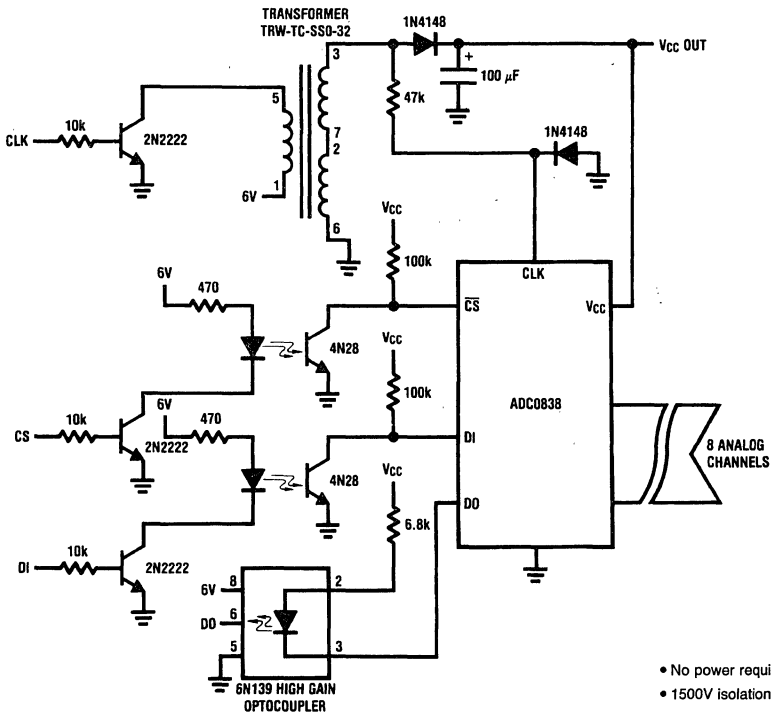 TRANSFORMER
TRW-TC-SSO-32
1N4148
3
VCC OUT
+
100 μF
5
47k
10k
7
1N4148
CLK
2N2222
2
1
6V
VCC
6
100k
CLK
6V
470
CS
VCC
VCC
4N28
10k
6V
470
100k
ADC0838
CS
2N2222
DI
8 ANALOG
CHANNELS
4N28
VCC
DO
10k
6.8k
DI
2N2222
6V
8
2
DO
6
5
3
6N139 HIGH GAIN
OPTOCOUPLER
• No power requi
• 1500V isolation